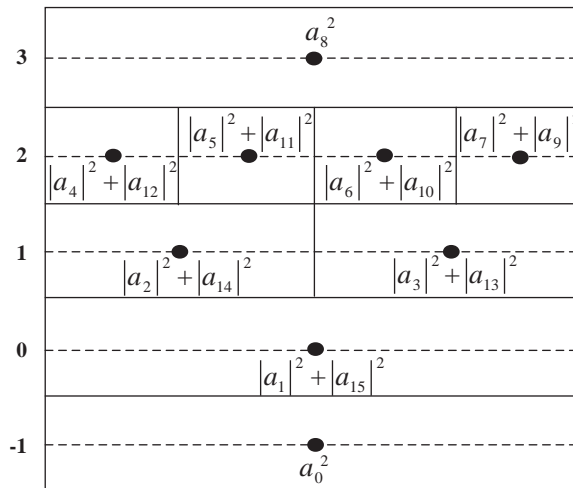 a₈²
3
|a₅|² + |a₁₁|²
|a₇|² + |a₉|
2
|a₄|² + |a₁₂|²
|a₆|² + |a₁₀|²
1
|a₂|² + |a₁₄|²
|a₃|² + |a₁₃|²
0
|a₁|² + |a₁₅|²
-1
a₀²